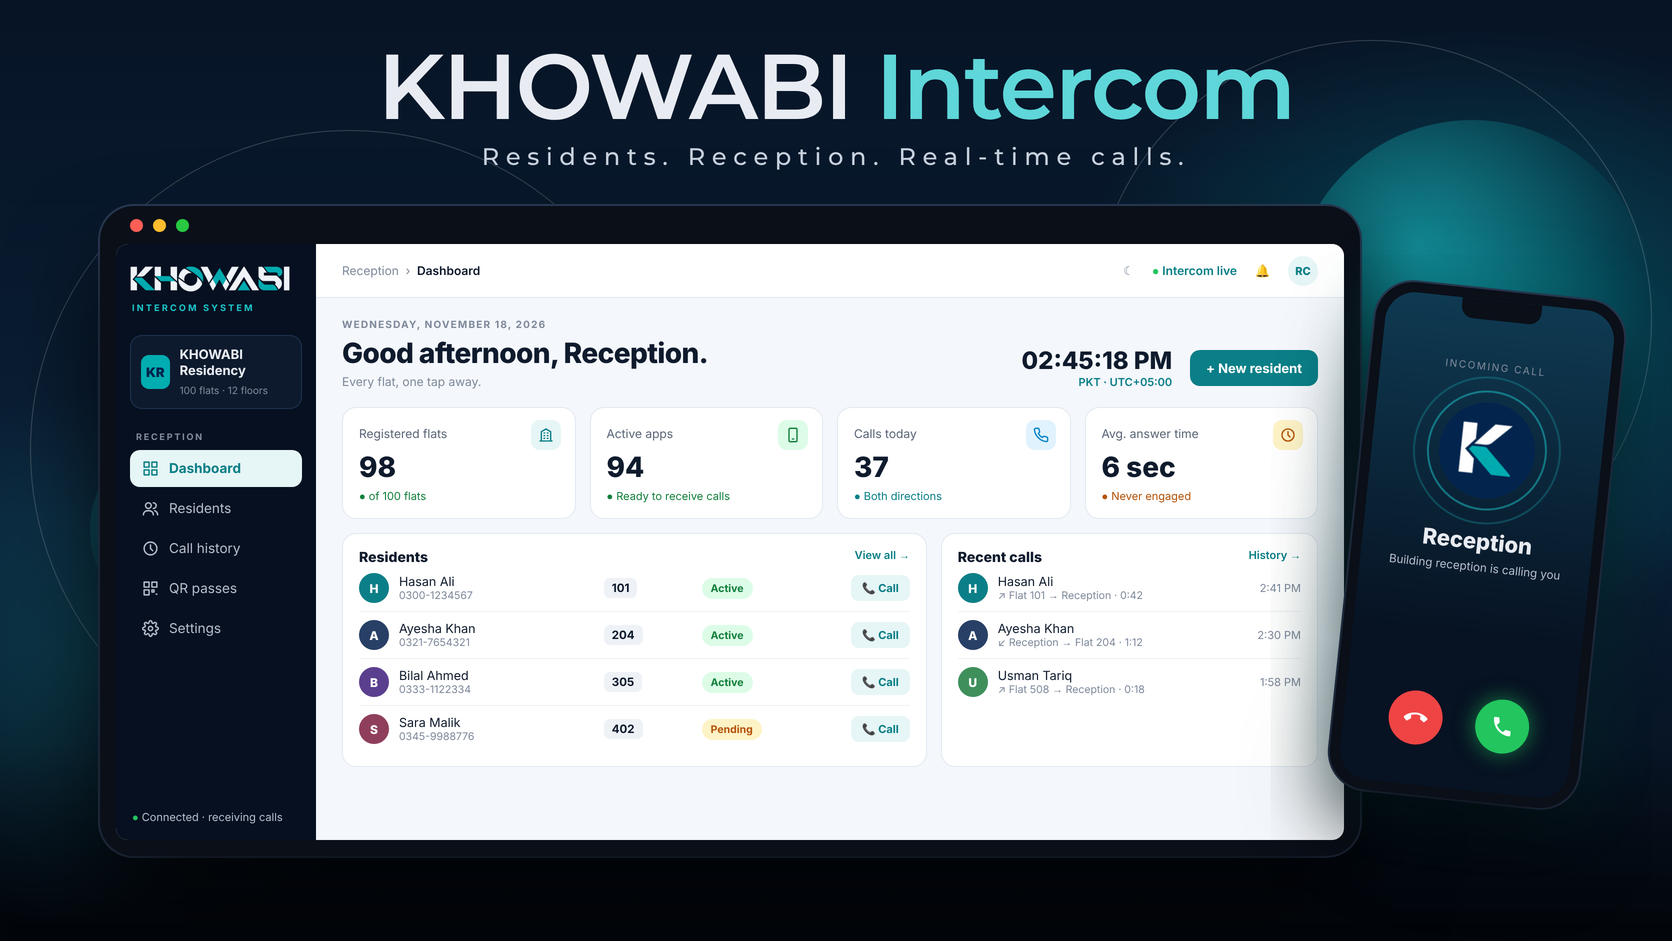 KHOWABI Intercom
Residents. Reception. Real-time calls.
KHOWABI
INTERCOM SYSTEM
KR
KHOWABI
Residency
100 flats · 12 floors
RECEPTION
Dashboard
Residents
Call history
QR passes
Settings
● Connected · receiving calls
Reception › Dashboard
☾
● Intercom live
🔔
RC
WEDNESDAY, NOVEMBER 18, 2026
Good afternoon, Reception.
Every flat, one tap away.
02:45:18 PM
PKT · UTC+05:00
+ New resident
Registered flats
98
● of 100 flats
Active apps
94
● Ready to receive calls
Calls today
37
● Both directions
Avg. answer time
6 sec
● Never engaged
Residents
View all →
H
Hasan Ali
0300-1234567
101
Active
📞 Call
A
Ayesha Khan
0321-7654321
204
Active
📞 Call
B
Bilal Ahmed
0333-1122334
305
Active
📞 Call
S
Sara Malik
0345-9988776
402
Pending
📞 Call
Recent calls
History →
H
Hasan Ali
↗ Flat 101 → Reception · 0:42
2:41 PM
A
Ayesha Khan
↙ Reception → Flat 204 · 1:12
2:30 PM
U
Usman Tariq
↗ Flat 508 → Reception · 0:18
1:58 PM
INCOMING CALL
K
Reception
Building reception is calling you